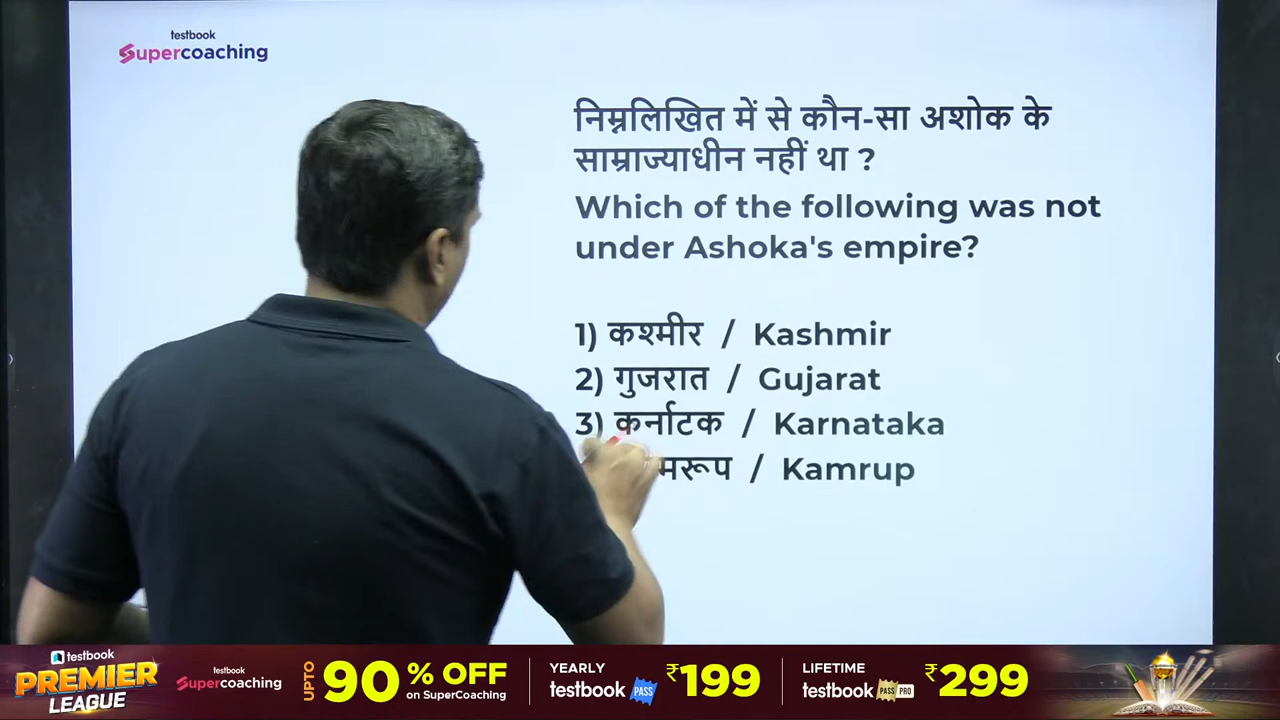 testbook
Supercoaching
निम्नलिखित में से कौन-सा अशोक के
साम्राज्याधीन नहीं था ?
Which of the following was not
under Ashoka's empire?
1) कश्मीर / Kashmir
2) गुजरात / Gujarat
3) कर्नाटक / Karnataka
/ Kamrup
testbook
PREMIER
LEAGUE
testbook
Supercoaching
UPTO
90% OFF
on SuperCoaching
YEARLY
testbook PASS
₹199
LIFETIME
testbook PASS PRO
₹299